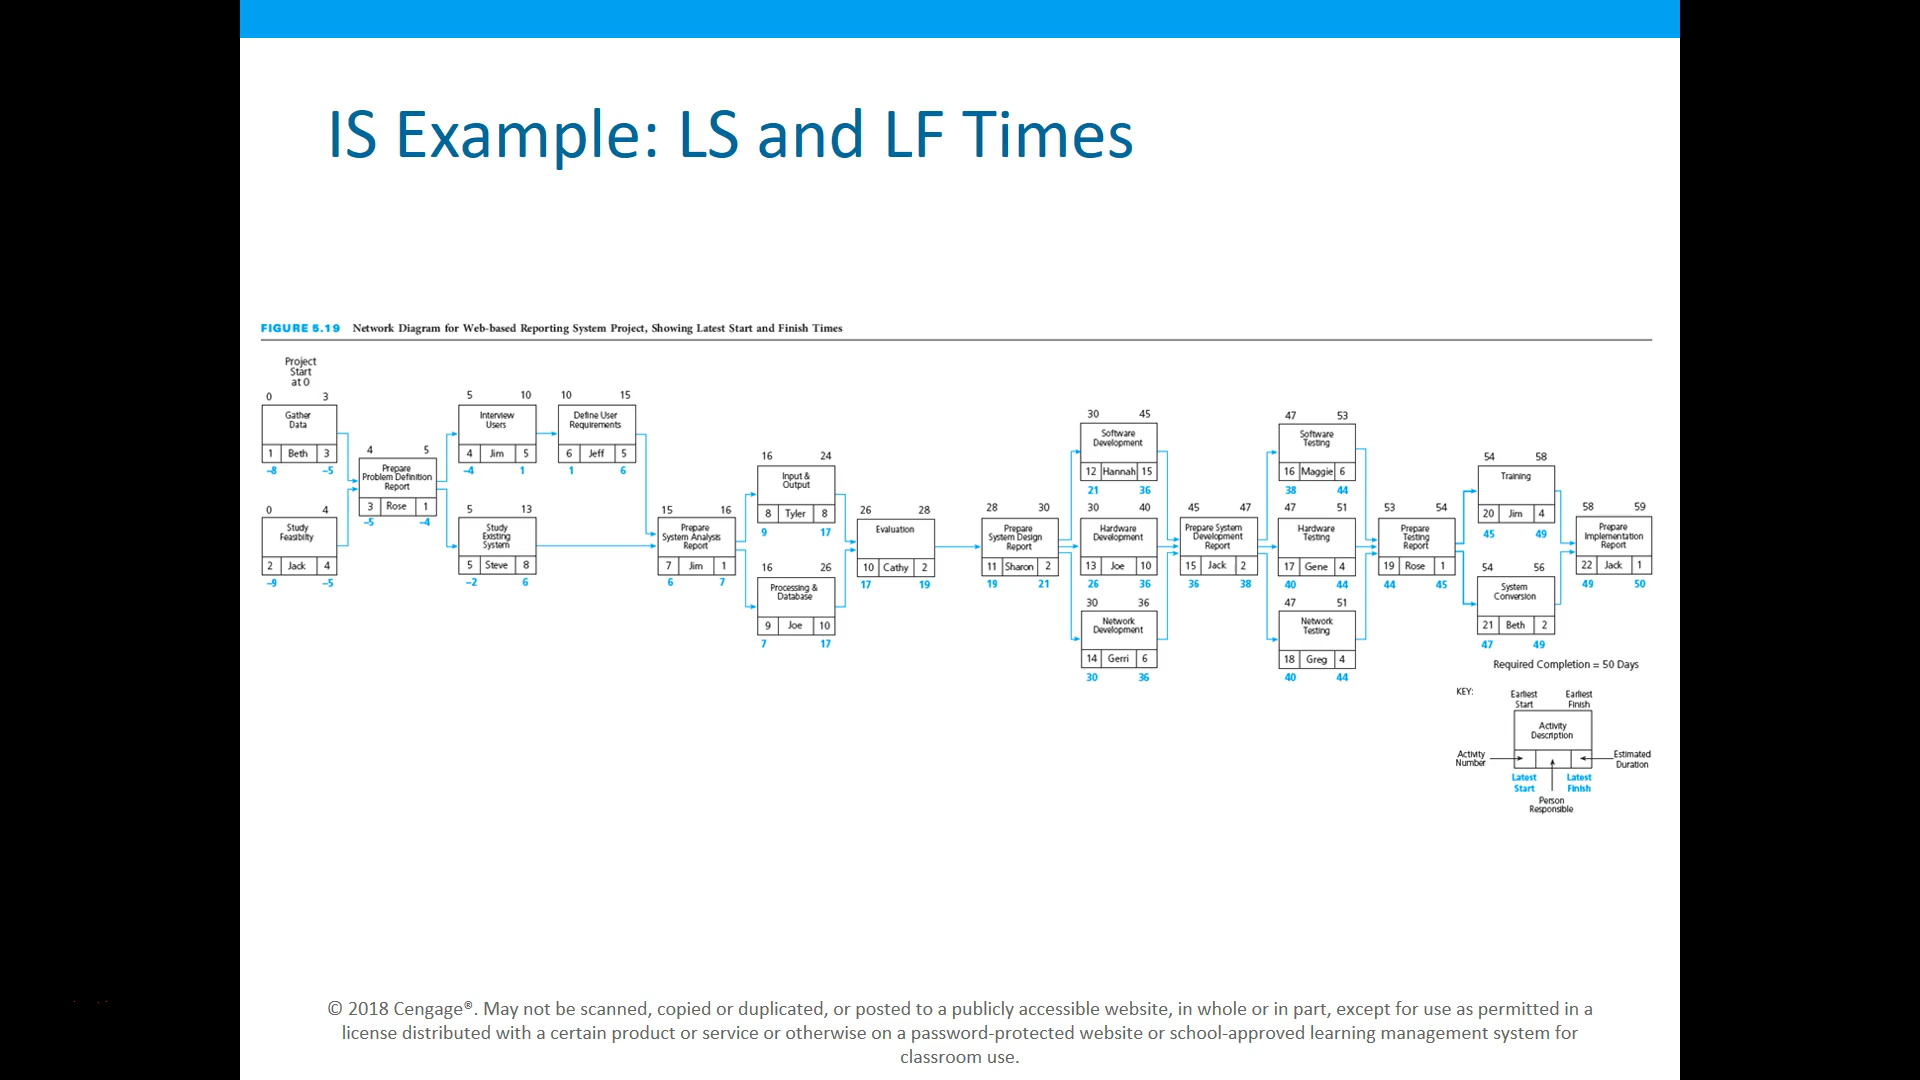 IS Example: LS and LF Times
FIGURE 5.19 Network Diagram for Web-based Reporting System Project, Showing Latest Start and Finish Times
Project
Start
at 0
0 3
Gather
Data
1 Beth 3
–8 –5
0 4
Study
Feasibility
2 Jack 4
–9 –5
4 5
Prepare
Problem Definition
Report
3 Rose 1
–5 –4
5 10
Interview
Users
4 Jim 5
–4 1
5 13
Study
Existing
System
5 Steve 8
–2 6
10 15
Define User
Requirements
6 Jeff 5
1 6
15 16
Prepare
System Analysis
Report
7 Jim 1
6 7
16 24
Input &
Output
8 Tyler 8
9 17
16 26
Processing &
Database
9 Joe 10
7 17
26 28
Evaluation
10 Cathy 2
17 19
28 30
Prepare
System Design
Report
11 Sharon 2
19 21
30 45
Software
Development
12 Hannah 15
21 36
30 40
Hardware
Development
13 Joe 10
26 36
30 36
Network
Development
14 Gerri 6
30 36
45 47
Prepare System
Development
Report
15 Jack 2
36 38
47 53
Software
Testing
16 Maggie 6
38 44
47 51
Hardware
Testing
17 Gene 4
40 44
47 51
Network
Testing
18 Greg 4
40 44
53 54
Prepare
Testing
Report
19 Rose 1
44 45
54 58
Training
20 Jim 4
45 49
54 56
System
Conversion
21 Beth 2
47 49
58 59
Prepare
Implementation
Report
22 Jack 1
49 50
Required Completion = 50 Days
KEY:
Earliest Earliest
Start Finish
Activity
Description
Activity
Number
Estimated
Duration
Latest Latest
Start Finish
Person
Responsible
© 2018 Cengage®. May not be scanned, copied or duplicated, or posted to a publicly accessible website, in whole or in part, except for use as permitted in a
license distributed with a certain product or service or otherwise on a password-protected website or school-approved learning management system for
classroom use.